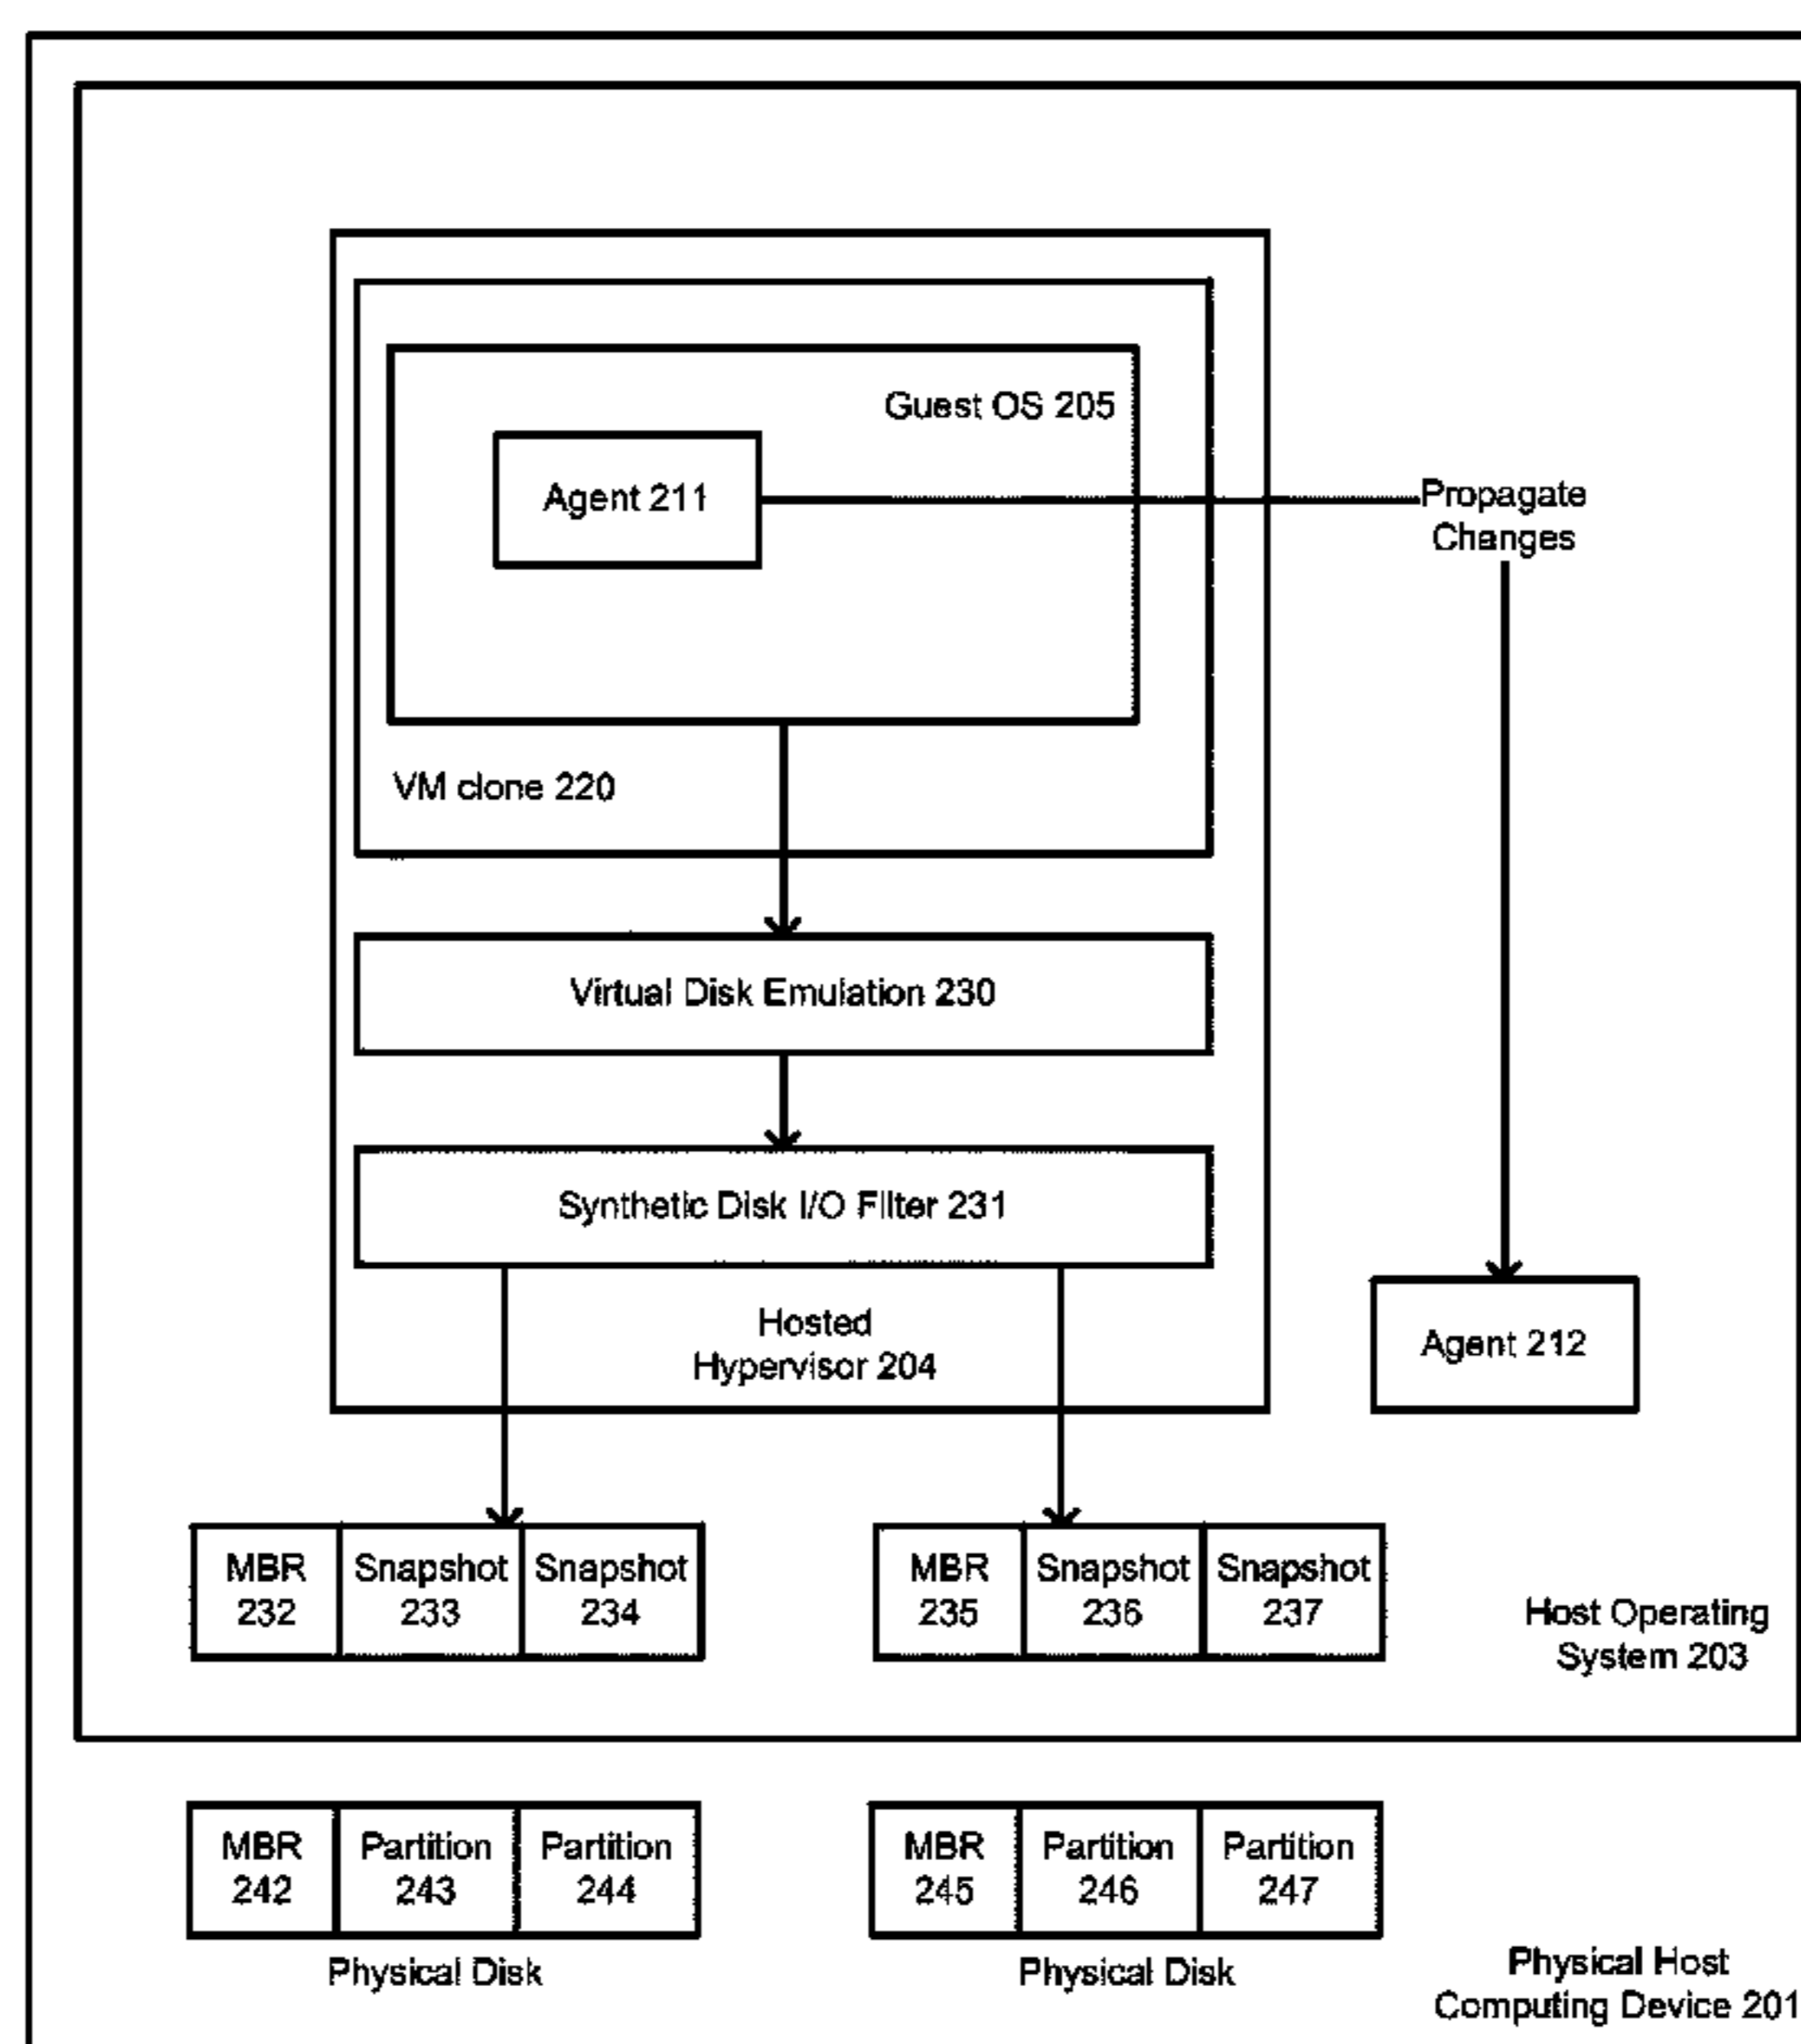 Guest OS 205
Agent 211
Propagate
Changes
VM clone 220
Virtual Disk Emulation 230
Synthetic Disk I/O Filter 231
Hosted
Hypervisor 204
Agent 212
MBR
232
Snapshot
233
Snapshot
234
MBR
235
Snapshot
236
Snapshot
237
Host Operating
System 203
MBR
242
Partition
243
Partition
244
MBR
245
Partition
246
Partition
247
Physical Disk
Physical Disk
Physical Host
Computing Device 201